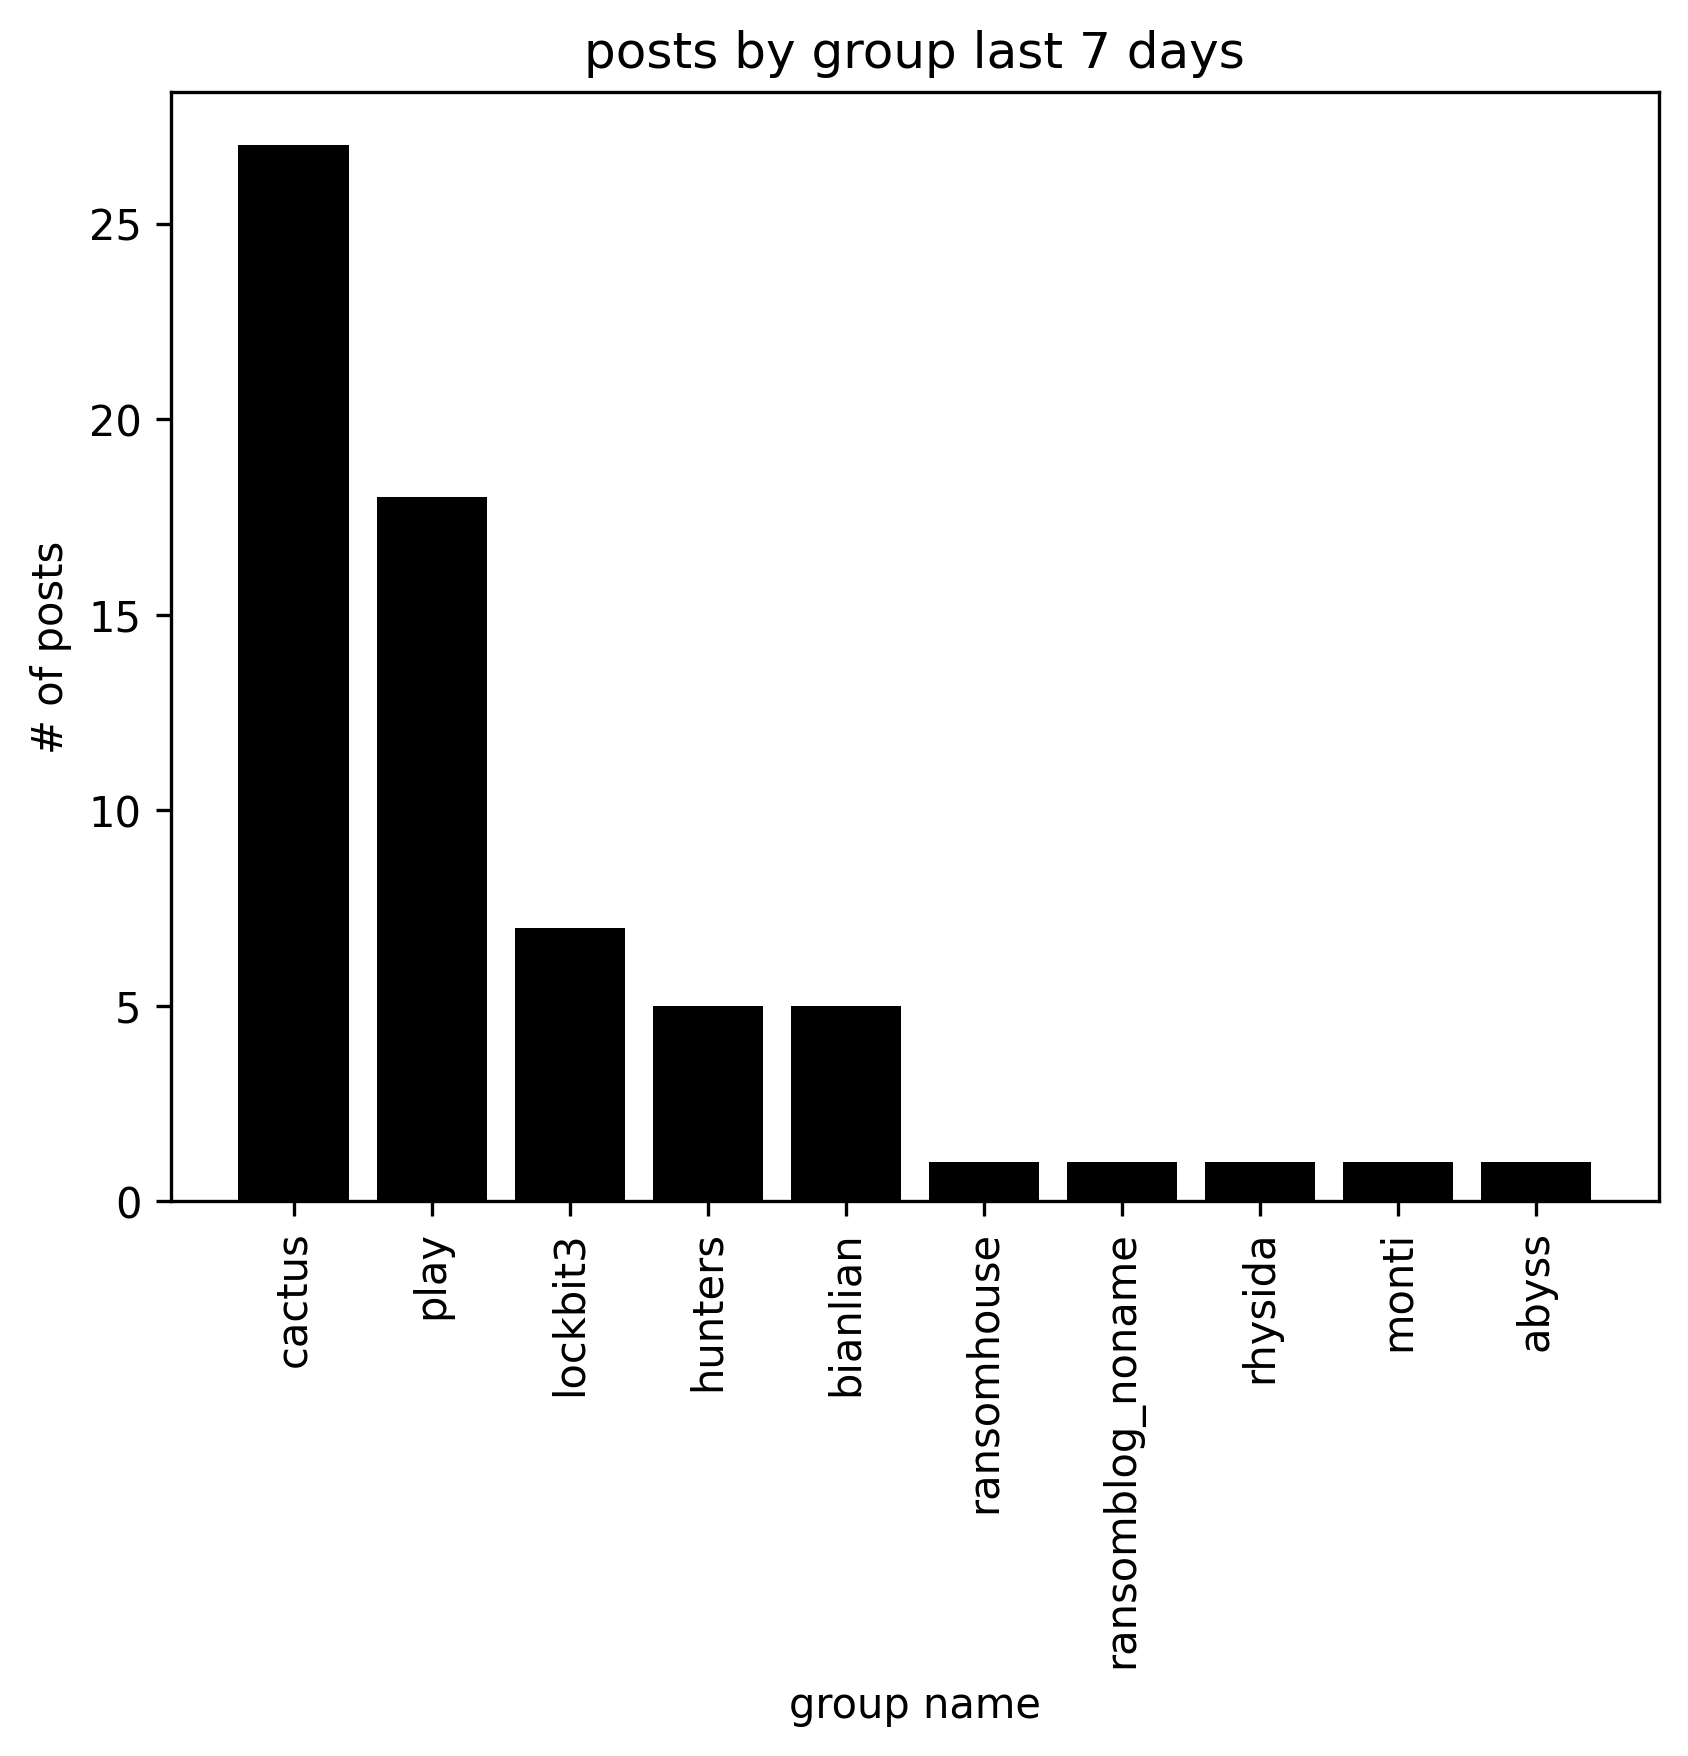 posts by group last 7 days
# of posts
25
20
15
10
5
0
cactus
play
lockbit3
hunters
bianlian
ransomhouse
ransomblog_noname
rhysida
monti
abyss
group name